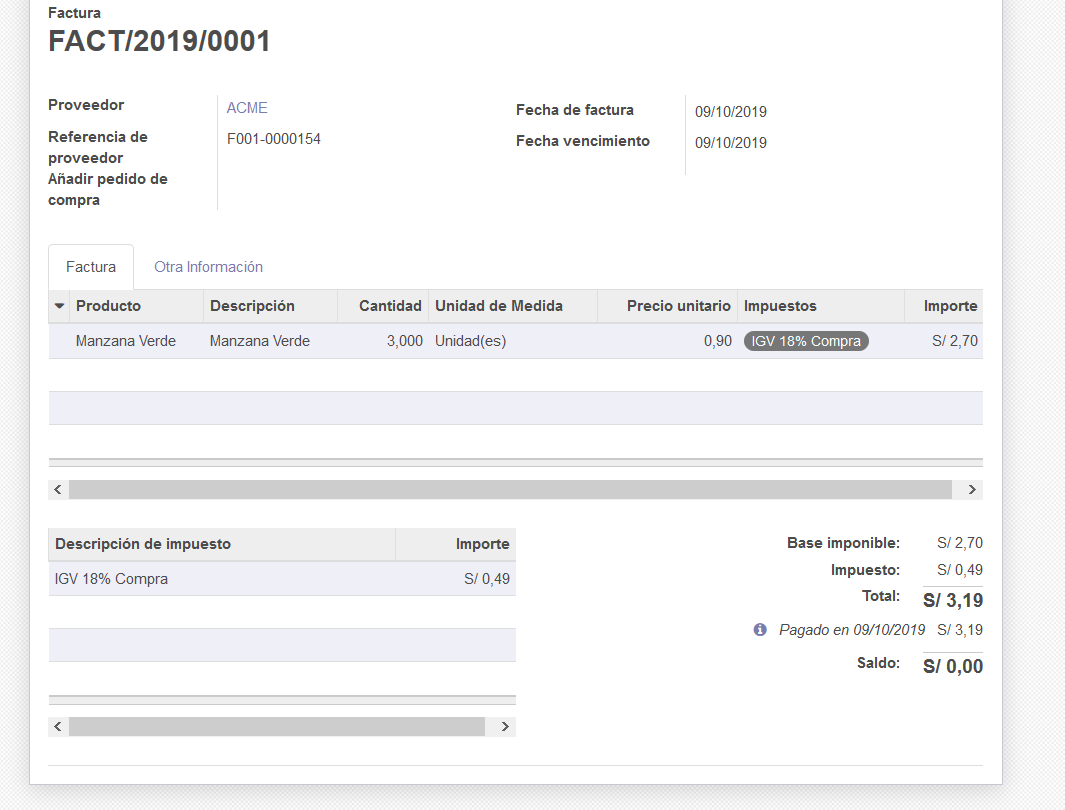 Factura
FACT/2019/0001
Proveedor ACME
Referencia de proveedor F001-0000154
Añadir pedido de compra
Fecha de factura 09/10/2019
Fecha vencimiento 09/10/2019
Factura Otra Información
Producto Descripción Cantidad Unidad de Medida Precio unitario Impuestos Importe
Manzana Verde Manzana Verde 3,000 Unidad(es) 0,90 IGV 18% Compra S/ 2,70
Descripción de impuesto Importe
IGV 18% Compra S/ 0,49
Base imponible: S/ 2,70
Impuesto: S/ 0,49
Total: S/ 3,19
Pagado en 09/10/2019 S/ 3,19
Saldo: S/ 0,00